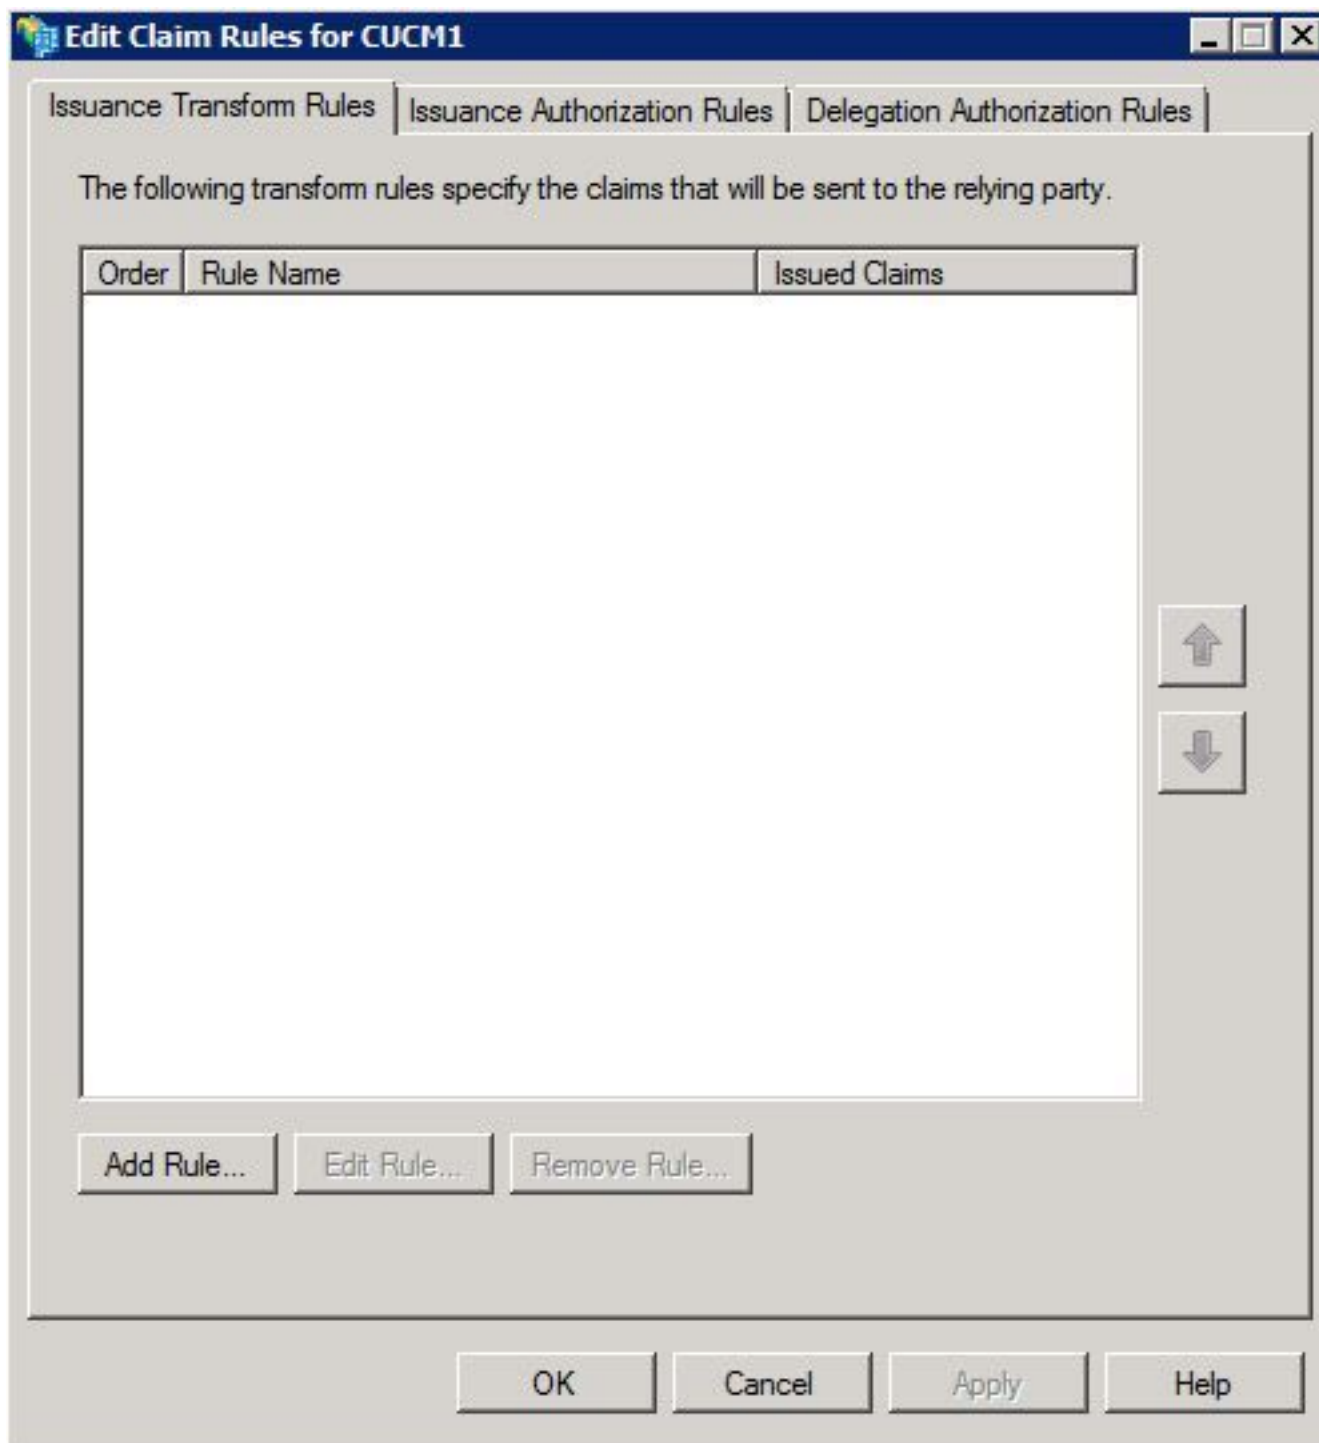 Edit Claim Rules for CUCM1
Issuance Transform Rules Issuance Authorization Rules Delegation Authorization Rules
The following transform rules specify the claims that will be sent to the relying party.
Order Rule Name Issued Claims
Add Rule... Edit Rule... Remove Rule...
OK Cancel Apply Help